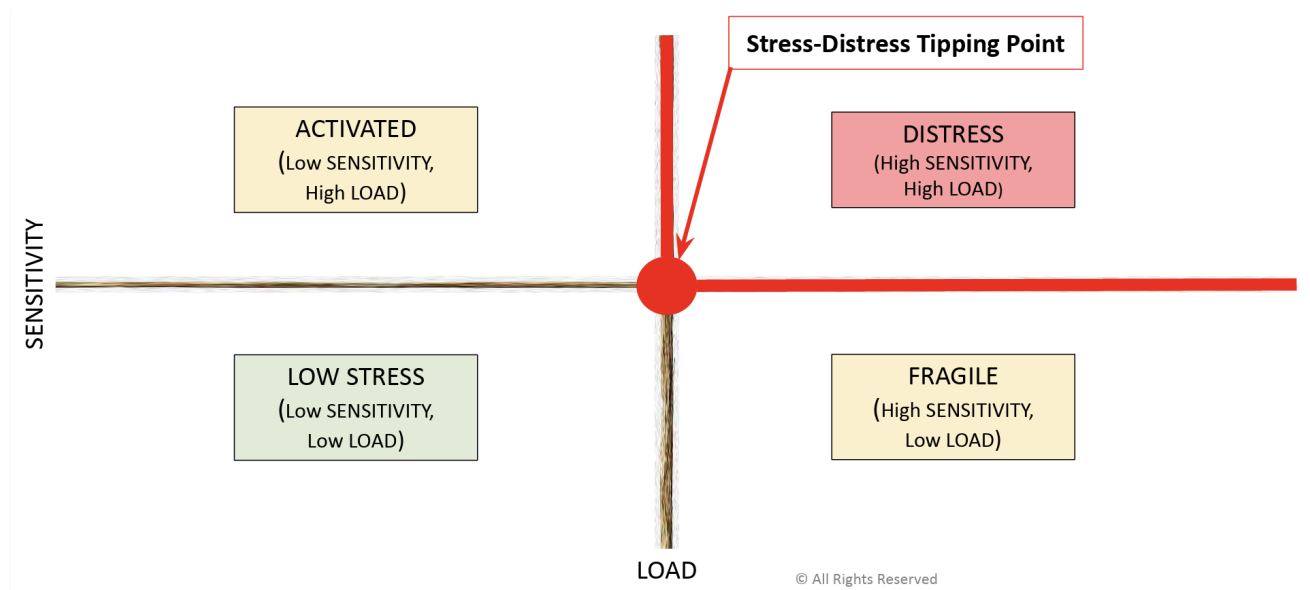 Stress-Distress Tipping Point
ACTIVATED
(Low SENSITIVITY,
High LOAD)
DISTRESS
(High SENSITIVITY,
High LOAD)
SENSITIVITY
LOW STRESS
(Low SENSITIVITY,
Low LOAD)
FRAGILE
(High SENSITIVITY,
Low LOAD)
LOAD
© All Rights Reserved